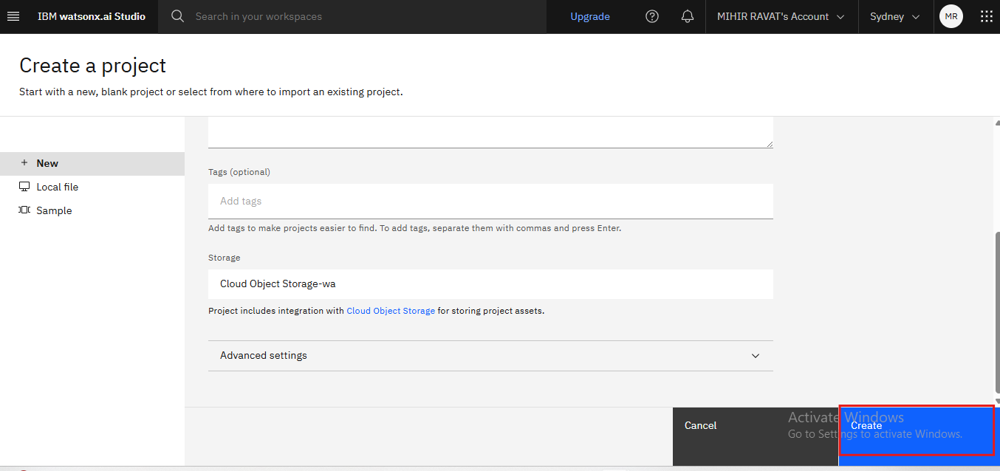 IBM watsonx.ai Studio
Search in your workspaces
Upgrade
MIHIR RAVAT's Account
Sydney
MR
Create a project
Start with a new, blank project or select from where to import an existing project.
New
Local file
Sample
Tags (optional)
Add tags
Add tags to make projects easier to find. To add tags, separate them with commas and press Enter.
Storage
Cloud Object Storage-wa
Project includes integration with Cloud Object Storage for storing project assets.
Advanced settings
Cancel
Create
Activate Windows
Go to Settings to activate Windows.